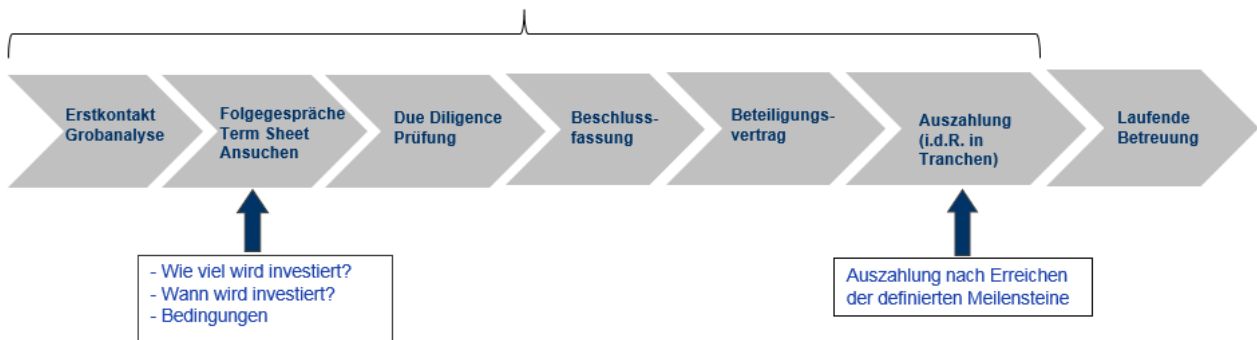 Erstkontakt
Grobanalyse
Folgegespräche
Term Sheet
Ansuchen
Due Diligence
Prüfung
Beschluss-
fassung
Beteiligungs-
vertrag
Auszahlung
(i.d.R. in
Tranchen)
Laufende
Betreuung
- Wie viel wird investiert?
- Wann wird investiert?
- Bedingungen
Auszahlung nach Erreichen
der definierten Meilensteine